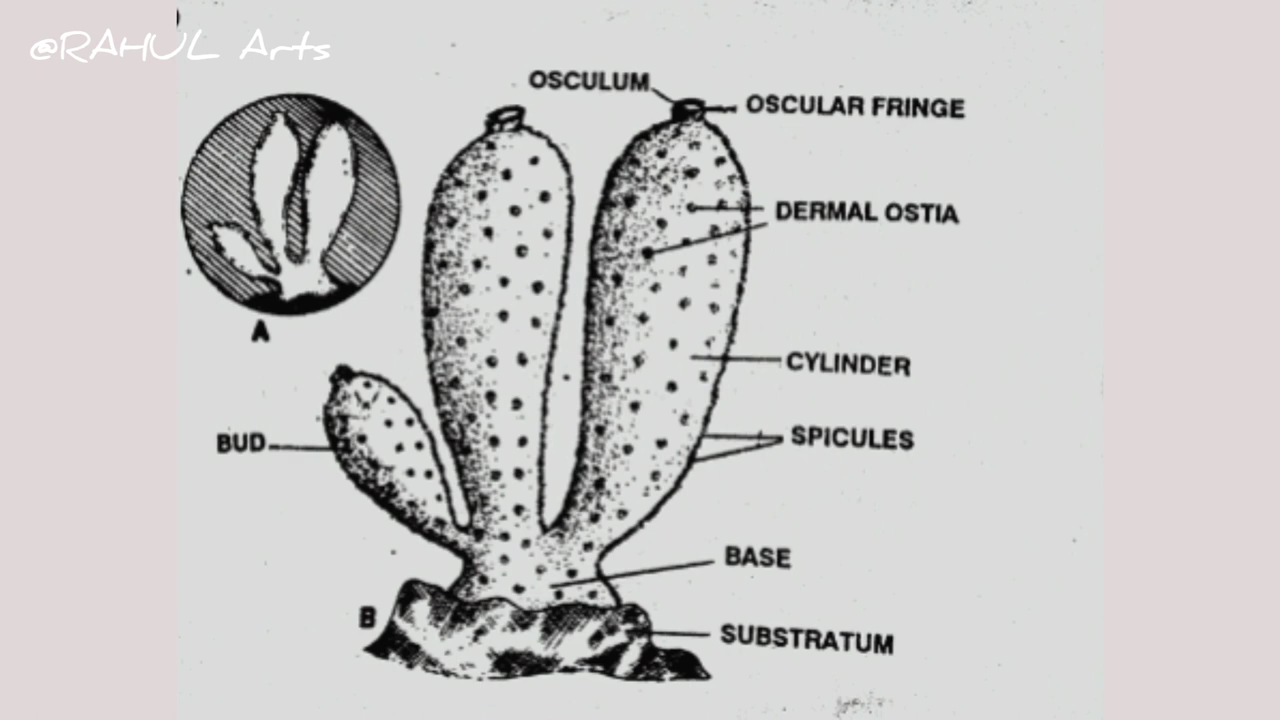 @RAHUL Arts
OSCULUM
OSCULAR FRINGE
DERMAL OSTIA
A
CYLINDER
BUD
SPICULES
BASE
B
SUBSTRATUM